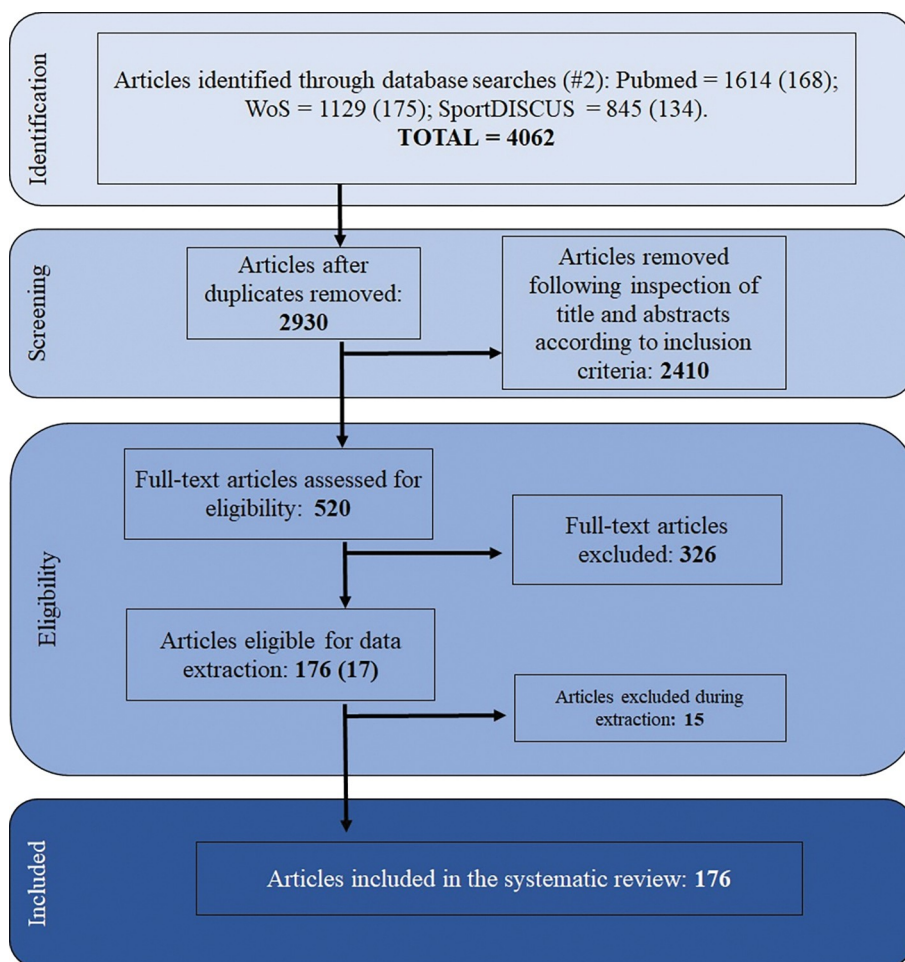 Identification
Articles identified through database searches (#2): Pubmed = 1614 (168);
WoS = 1129 (175); SportDISCUS = 845 (134).
TOTAL = 4062
Screening
Articles after
duplicates removed:
2930
Articles removed
following inspection of
title and abstracts
according to inclusion
criteria: 2410
Eligibility
Full-text articles assessed for
eligibility: 520
Full-text articles
excluded: 326
Articles eligible for data
extraction: 176 (17)
Articles excluded during
extraction: 15
Included
Articles included in the systematic review: 176